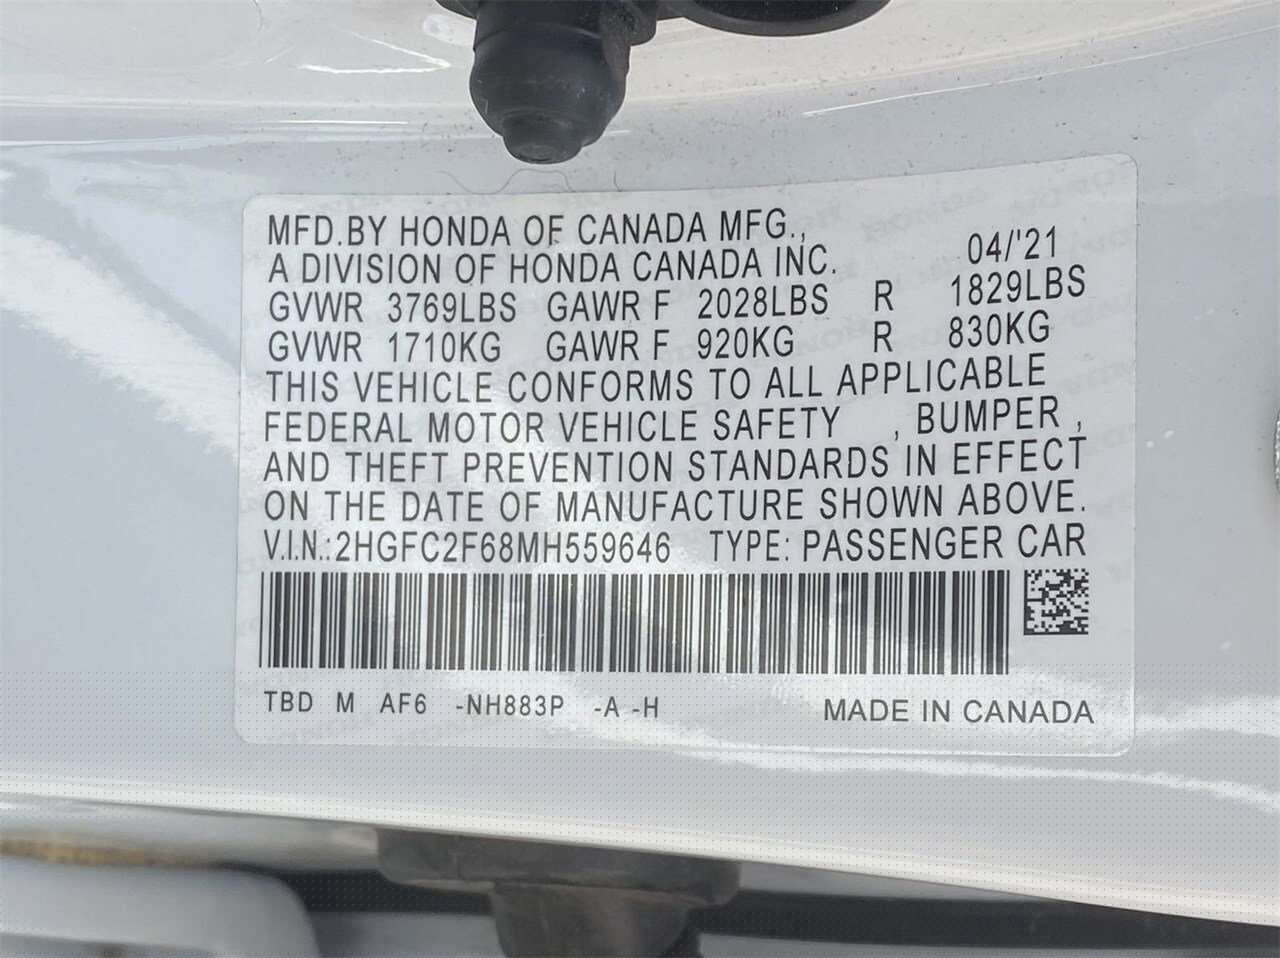 MFD.BY HONDA OF CANADA MFG.,
A DIVISION OF HONDA CANADA INC. 04/'21
GVWR 3769LBS GAWR F 2028LBS R 1829LBS
GVWR 1710KG GAWR F 920KG R 830KG
THIS VEHICLE CONFORMS TO ALL APPLICABLE
FEDERAL MOTOR VEHICLE SAFETY , BUMPER ,
AND THEFT PREVENTION STANDARDS IN EFFECT
ON THE DATE OF MANUFACTURE SHOWN ABOVE.
V.I.N.:2HGFC2F68MH559646 TYPE: PASSENGER CAR
TBD M AF6 -NH883P -A -H MADE IN CANADA